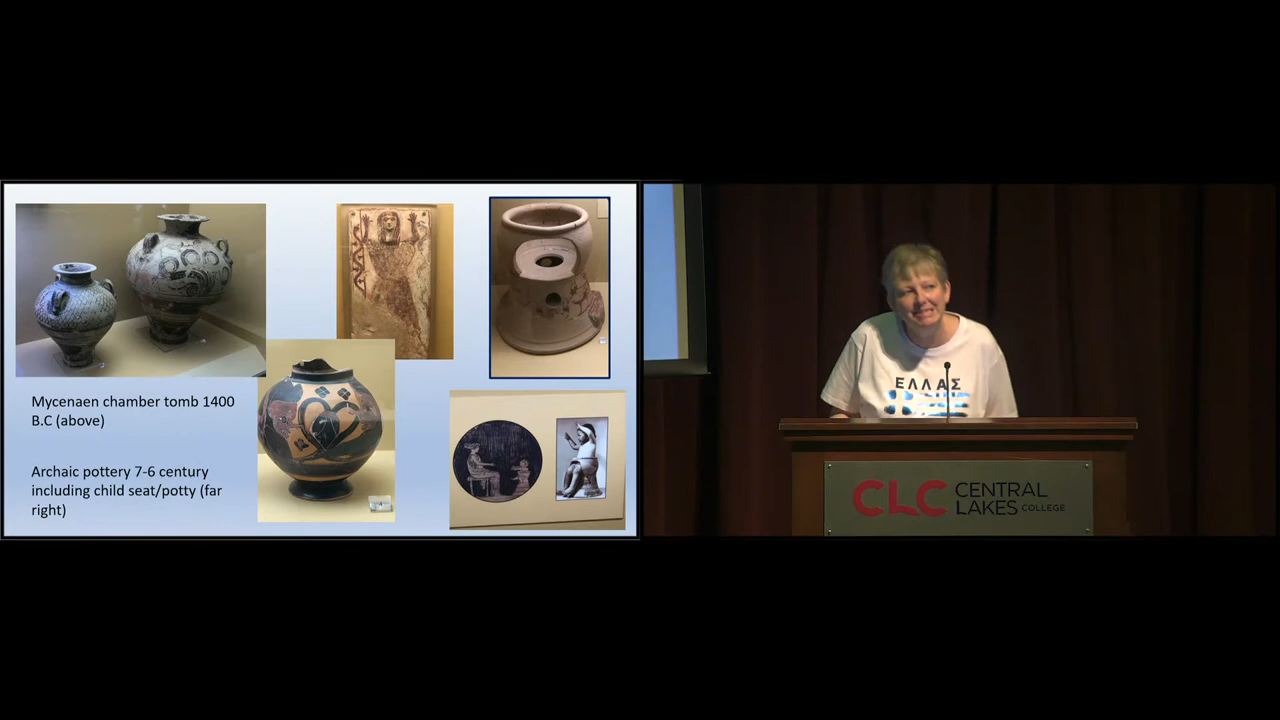 Mycenaen chamber tomb 1400
B.C (above)
Archaic pottery 7-6 century
including child seat/potty (far
right)
ΕΛΛΑΣ
CLC CENTRAL
LAKES COLLEGE